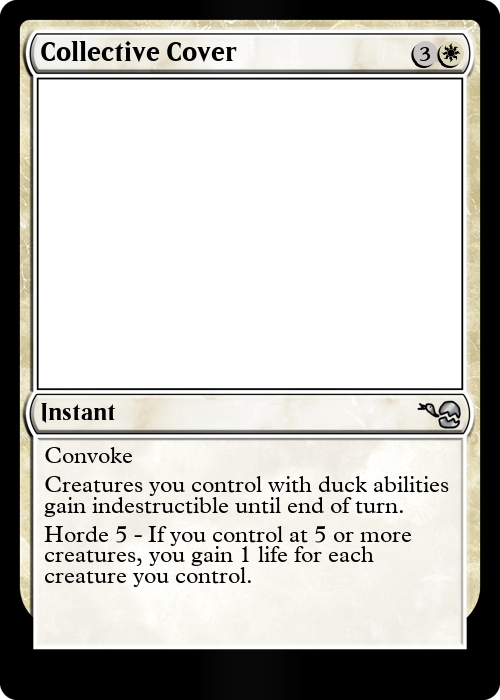 Collective Cover
3
Instant
Convoke
Creatures you control with duck abilities
gain indestructible until end of turn.
Horde 5 - If you control at 5 or more
creatures, you gain 1 life for each
creature you control.